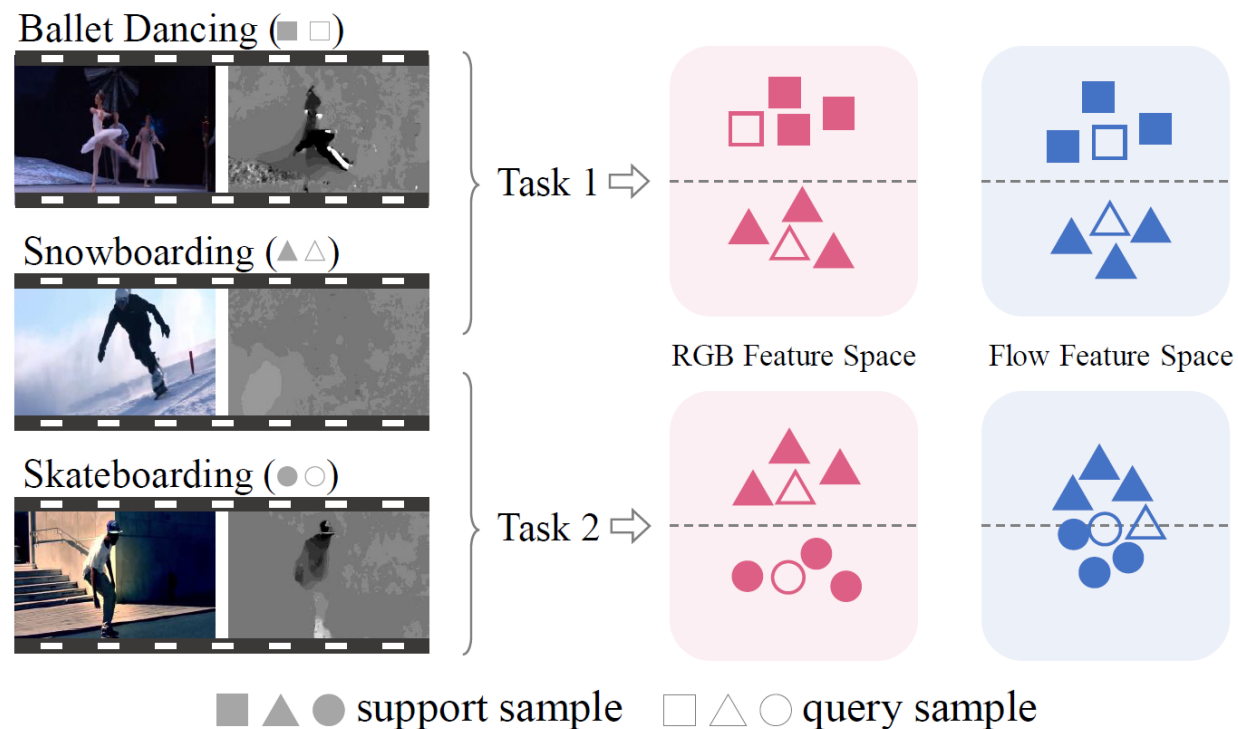 Ballet Dancing ( )
Snowboarding ( )
Skateboarding ( )
Task 1
Task 2
RGB Feature Space
Flow Feature Space
support sample
query sample